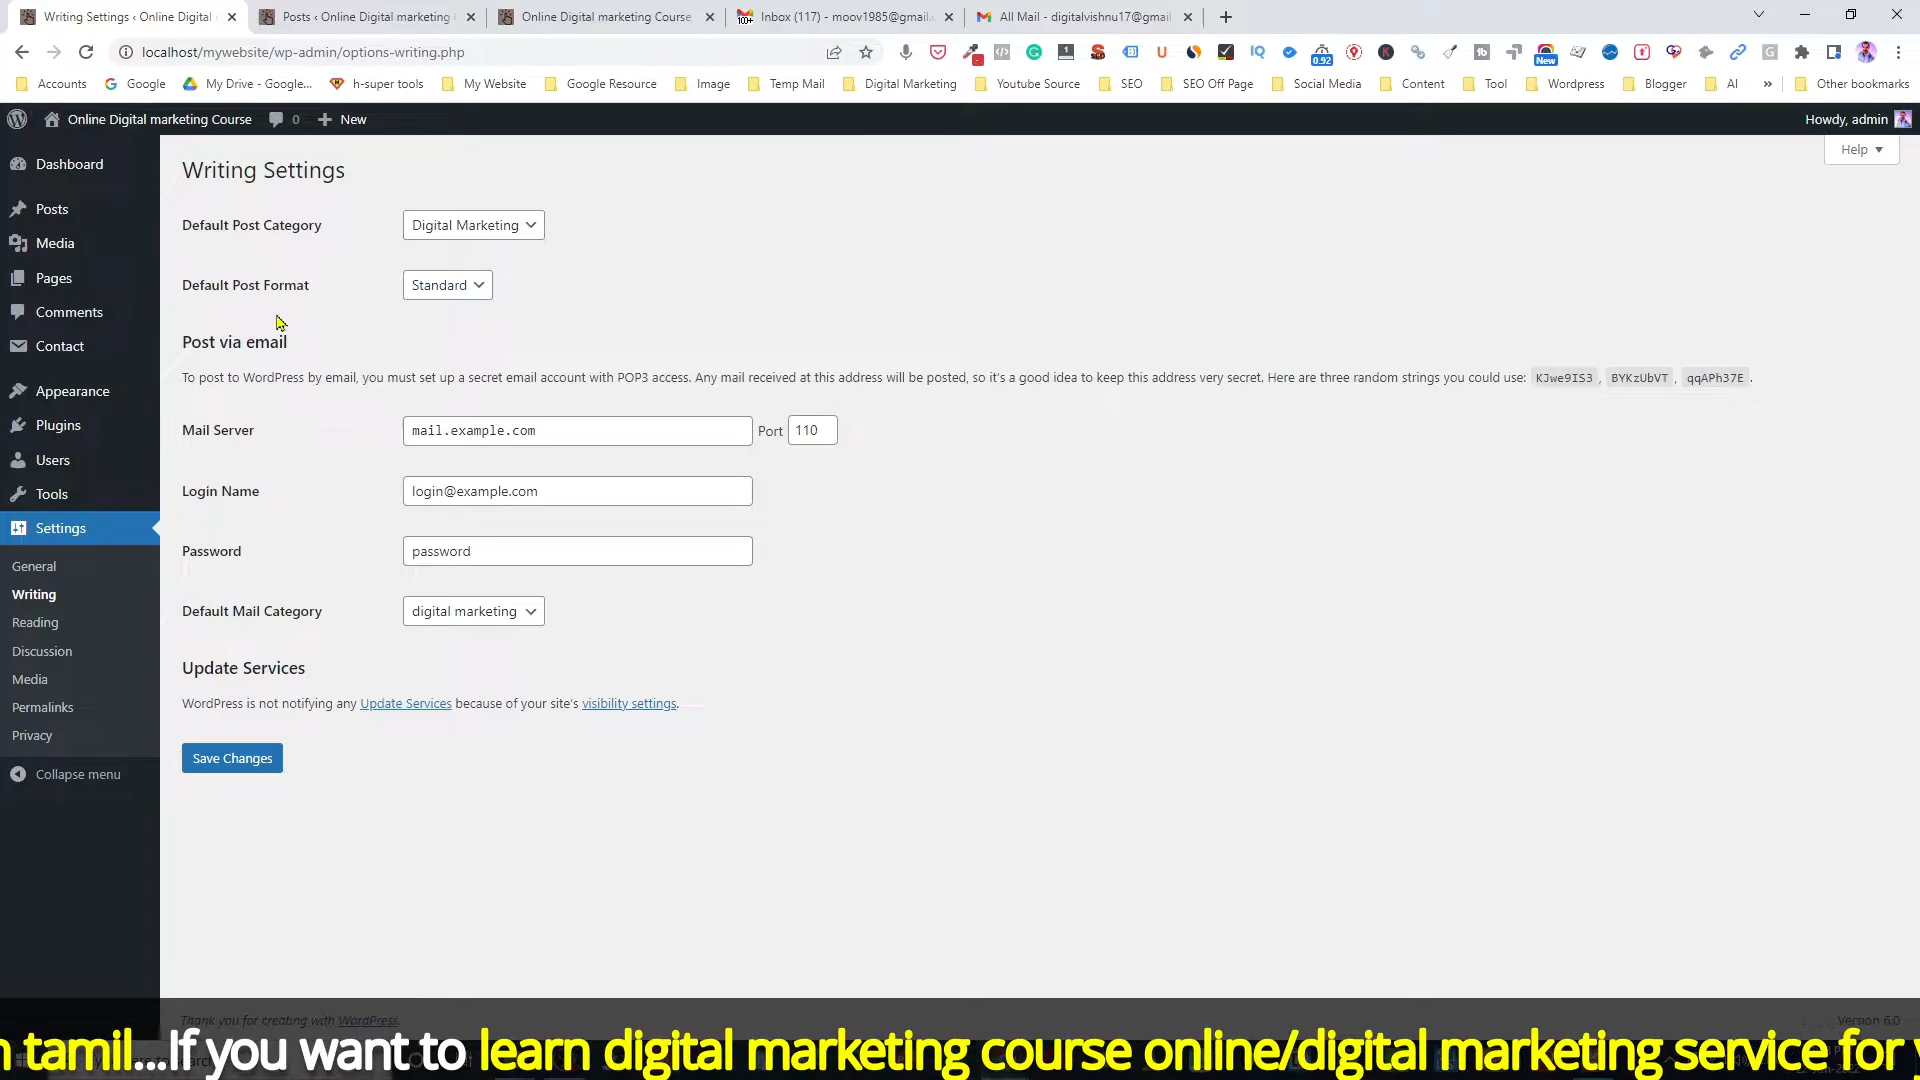 Writing Settings ‹ Online Digital
Posts ‹ Online Digital marketing
Online Digital marketing Course
Inbox (117) - moov1985@gmail.
All Mail - digitalvishnu17@gmail
localhost/mywebsite/wp-admin/options-writing.php
0.92
New
Accounts
Google
My Drive - Google...
h-super tools
My Website
Google Resource
Image
Temp Mail
Digital Marketing
Youtube Source
SEO
SEO Off Page
Social Media
Content
Tool
Wordpress
Blogger
AI
»
Other bookmarks
Online Digital marketing Course
0
New
Howdy, admin
Help
Dashboard
Posts
Media
Pages
Comments
Contact
Appearance
Plugins
Users
Tools
Settings
General
Writing
Reading
Discussion
Media
Permalinks
Privacy
Collapse menu
Writing Settings
Default Post Category
Digital Marketing
Default Post Format
Standard
Post via email
To post to WordPress by email, you must set up a secret email account with POP3 access. Any mail received at this address will be posted, so it's a good idea to keep this address very secret. Here are three random strings you could use: KJwe9IS3 , BYKzUbVT , qqAPh37E .
Mail Server
mail.example.com
Port 110
Login Name
login@example.com
Password
password
Default Mail Category
digital marketing
Update Services
WordPress is not notifying any Update Services because of your site's visibility settings.
Save Changes
Thank you for creating with WordPress.
Version 6.0
n tamil...If you want to learn digital marketing course online/digital marketing service for y